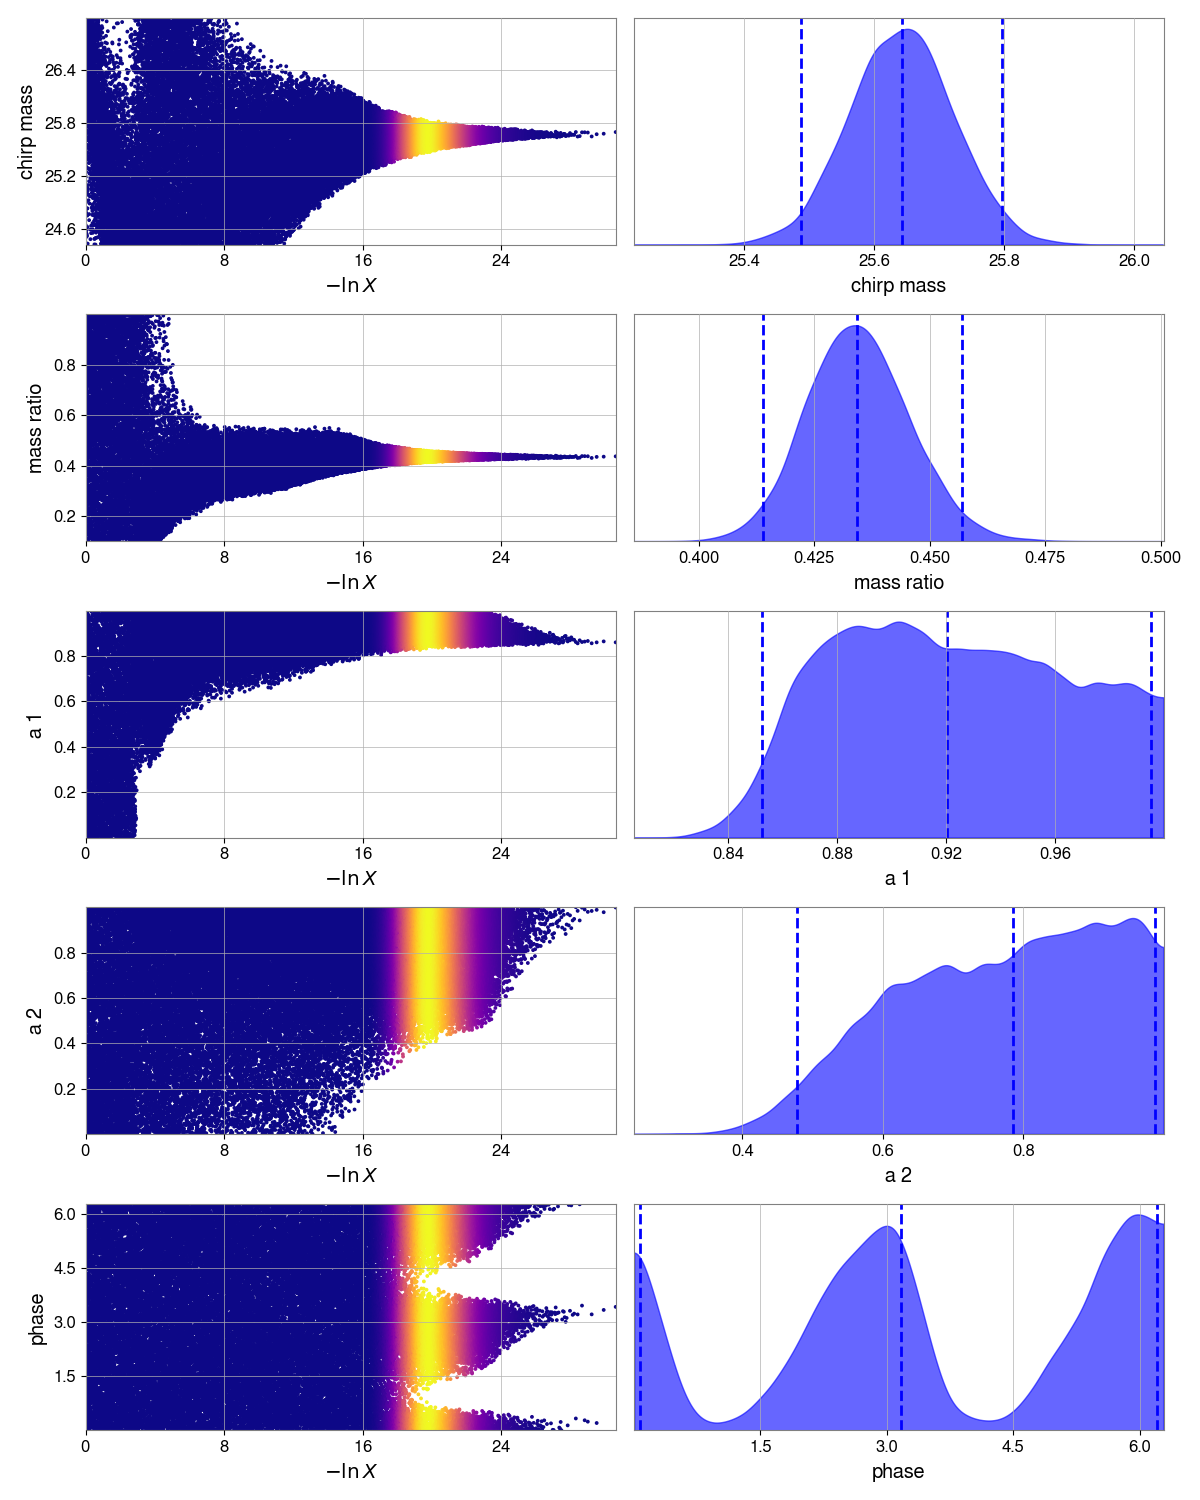 26.4
25.8
25.2
24.6
chirp mass
0 8 16 24
−ln X
25.4 25.6 25.8 26.0
chirp mass
0.8
0.6
0.4
0.2
mass ratio
0 8 16 24
−ln X
0.400 0.425 0.450 0.475 0.500
mass ratio
0.8
0.6
0.4
0.2
a 1
0 8 16 24
−ln X
0.84 0.88 0.92 0.96
a 1
0.8
0.6
0.4
0.2
a 2
0 8 16 24
−ln X
0.4 0.6 0.8
a 2
6.0
4.5
3.0
1.5
phase
0 8 16 24
−ln X
1.5 3.0 4.5 6.0
phase